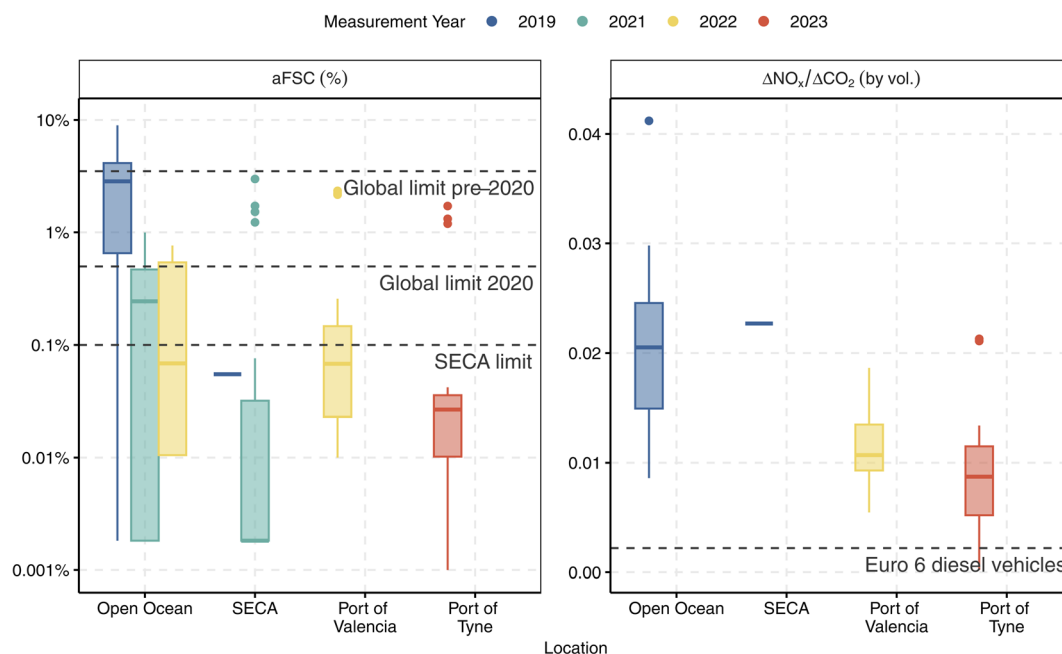 Measurement Year 2019 2021 2022 2023
aFSC (%)
ΔNOₓ/ΔCO₂ (by vol.)
10%
1%
0.1%
0.01%
0.001%
Global limit pre–2020
Global limit 2020
SECA limit
0.04
0.03
0.02
0.01
0.00
Euro 6 diesel vehicles
Open Ocean
SECA
Port of
Valencia
Port of
Tyne
Open Ocean
SECA
Port of
Valencia
Port of
Tyne
Location